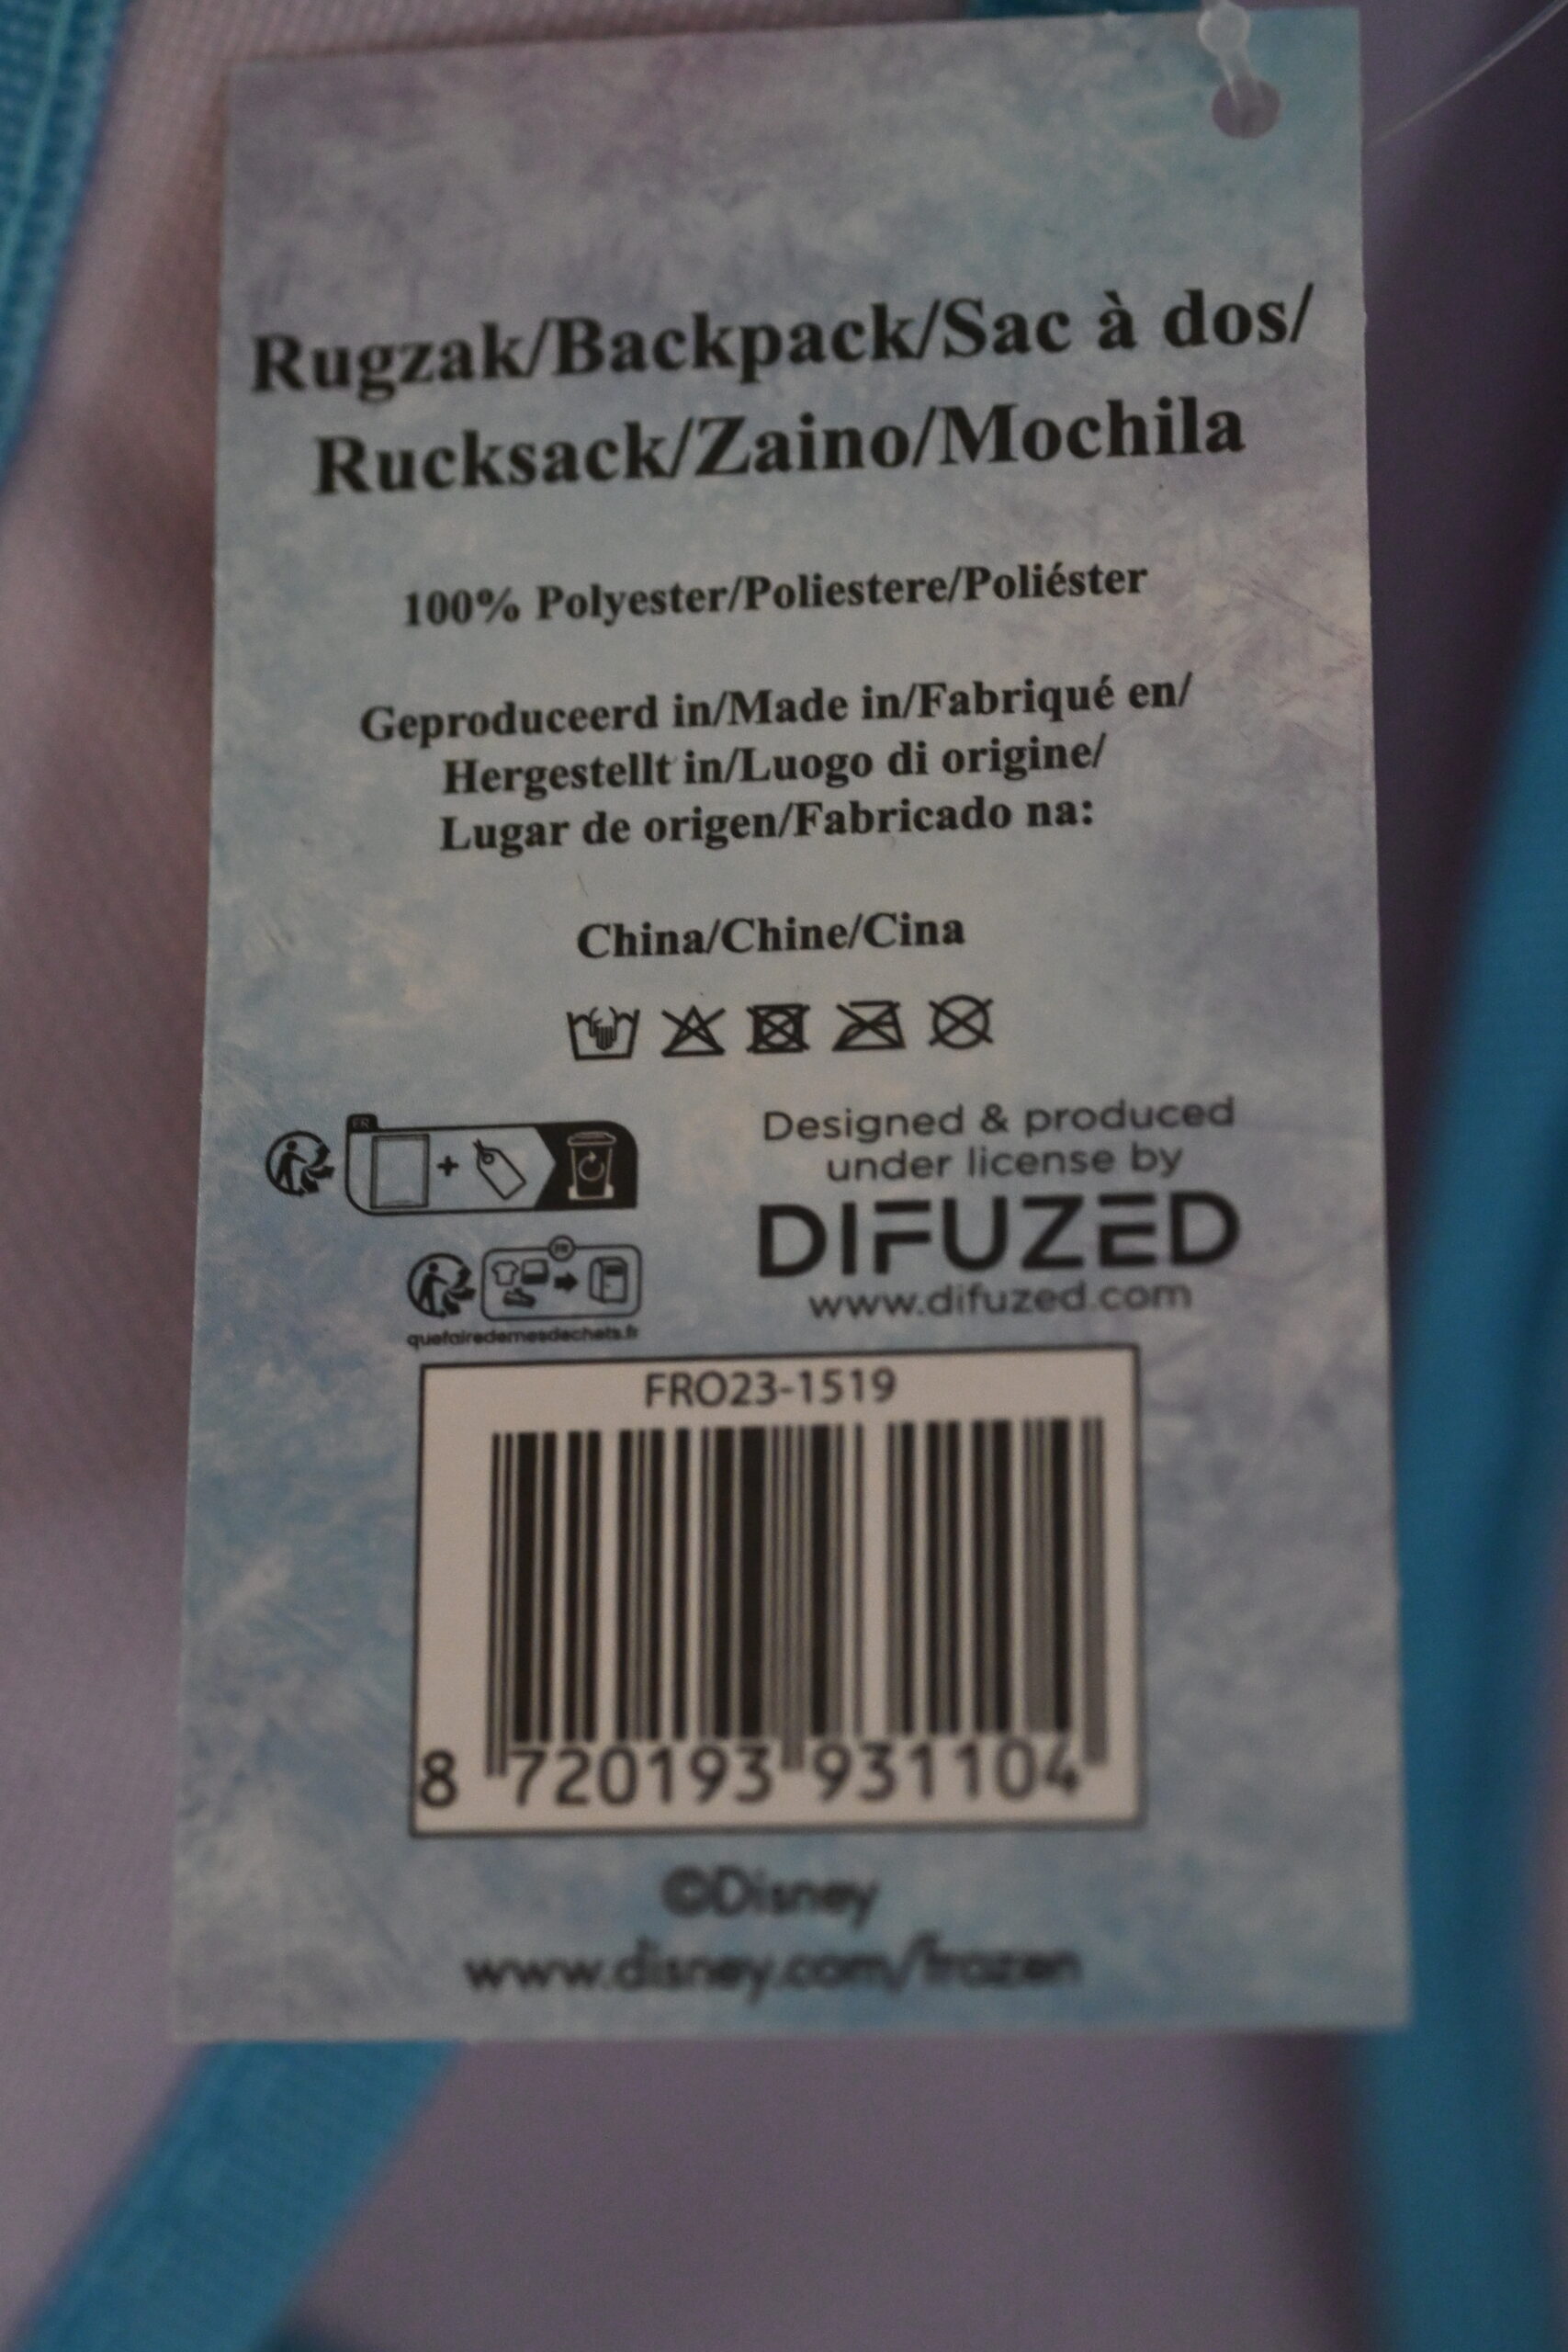 Rugzak/Backpack/Sac à dos/
Rucksack/Zaino/Mochila
100% Polyester/Poliestere/Poliéster
Geproduceerd in/Made in/Fabriqué en/
Hergestellt in/Luogo di origine/
Lugar de origen/Fabricado na:
China/Chine/Cina
FR
+
FR
quefairedemesdechets.fr
Designed & produced
under license by
DIFUZED
www.difuzed.com
FRO23-1519
8 720193 931104
©Disney
www.disney.com/frozen